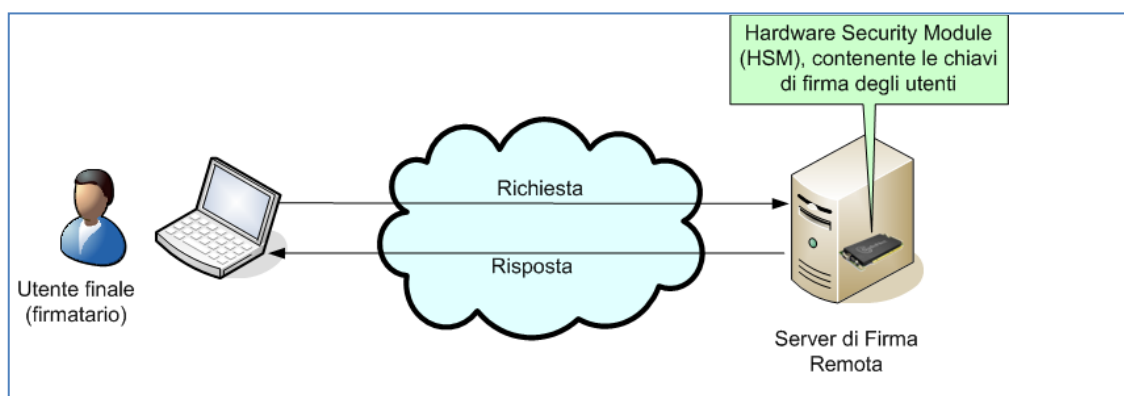 Hardware Security Module
(HSM), contenente le chiavi
di firma degli utenti
Richiesta
Risposta
Utente finale
(firmatario)
Server di Firma
Remota